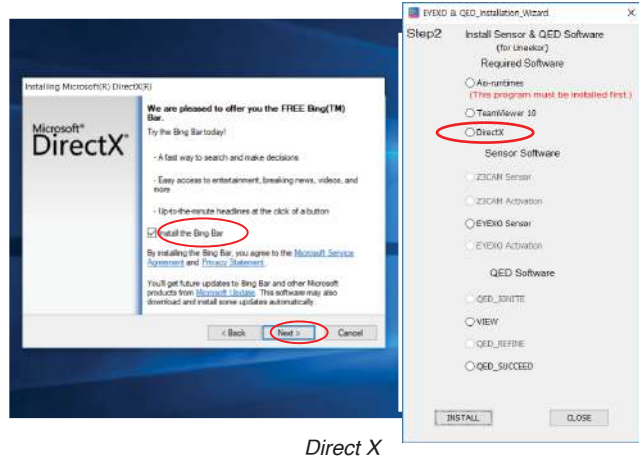 Installing Microsoft(R) DirectX(R)
Microsoft®
DirectX®
We are pleased to offer you the FREE Bing(TM)
Bar.
Try the Bing Bar today!
- A fast way to search and make decisions
- Easy access to entertainment, breaking news, videos, and
more
- Up-to-the-minute headlines at the click of a button
Install the Bing Bar
By installing the Bing Bar, you agree to the Microsoft Service
Agreement and Privacy Statement.
You'll get future updates to Bing Bar and other Microsoft
products from Microsoft Update. This software may also
download and install some updates automatically.
< Back Next > Cancel
EYEXO & QED_Installation_Wizard
Step2 Install Sensor & QED Software
(for Uneekor)
Required Software
Aio-runtimes
(This program must be installed first.)
TeamViewer 10
DirectX
Sensor Software
Z3CAM Sensor
Z3CAM Activation
EYEXO Sensor
EYEXO Activation
QED Software
QED_IGNITE
VIEW
QED_REFINE
QED_SUCCEED
INSTALL CLOSE
Direct X